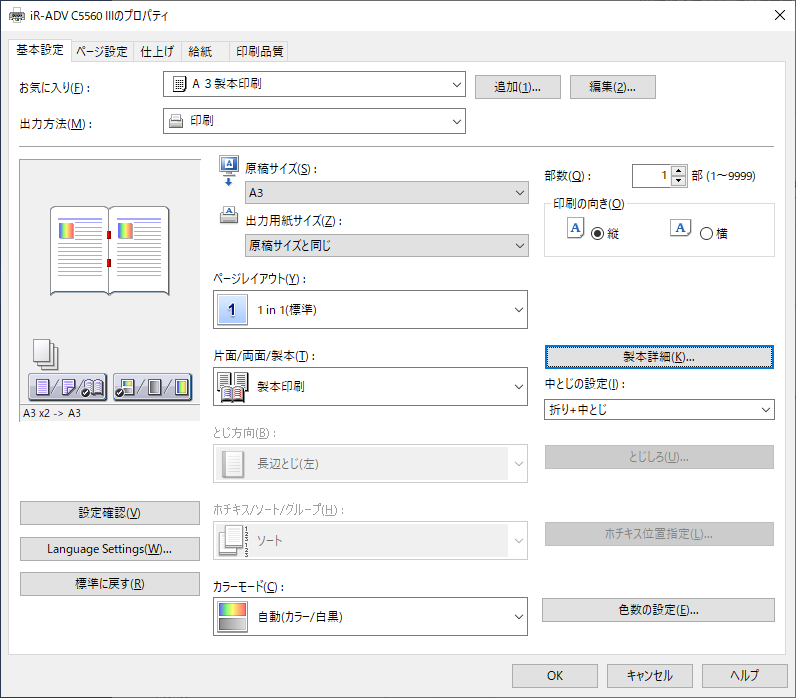 iR-ADV C5560 IIIのプロパティ
基本設定 ページ設定 仕上げ 給紙 印刷品質
お気に入り(F) : A 3 製本印刷 追加(1)... 編集(2)...
出力方法(M) : 印刷
原稿サイズ(S) :
A3
出力用紙サイズ(Z) :
原稿サイズと同じ
部数(Q) : 1 部 (1～9999)
印刷の向き(O)
A 縦 A 横
ページレイアウト(Y) :
1 1 in 1(標準)
片面/両面/製本(T) :
製本印刷
製本詳細(K)...
中とじの設定(J) :
折り+中とじ
A3 x2 -> A3
とじ方向(B) :
長辺とじ(左)
とじしろ(U)...
設定確認(V)
Language Settings(W)...
標準に戻す(R)
ホチキス/ソート/グループ(H) :
ソート
ホチキス位置指定(L)...
カラーモード(C) :
自動(カラー/白黒)
色数の設定(E)...
OK キャンセル ヘルプ